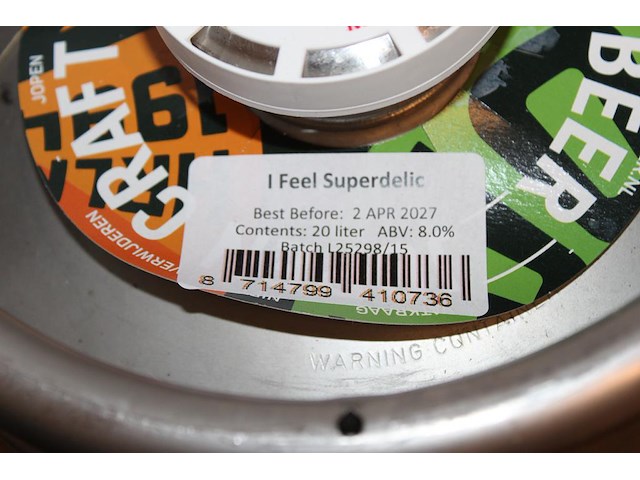 JOPEN
CRAFT
BEER
I Feel Superdelic
Best Before: 2 APR 2027
Contents: 20 liter ABV: 8.0%
Batch L25298/15
8 714799 410736
VERWIJDEREN
WARNING